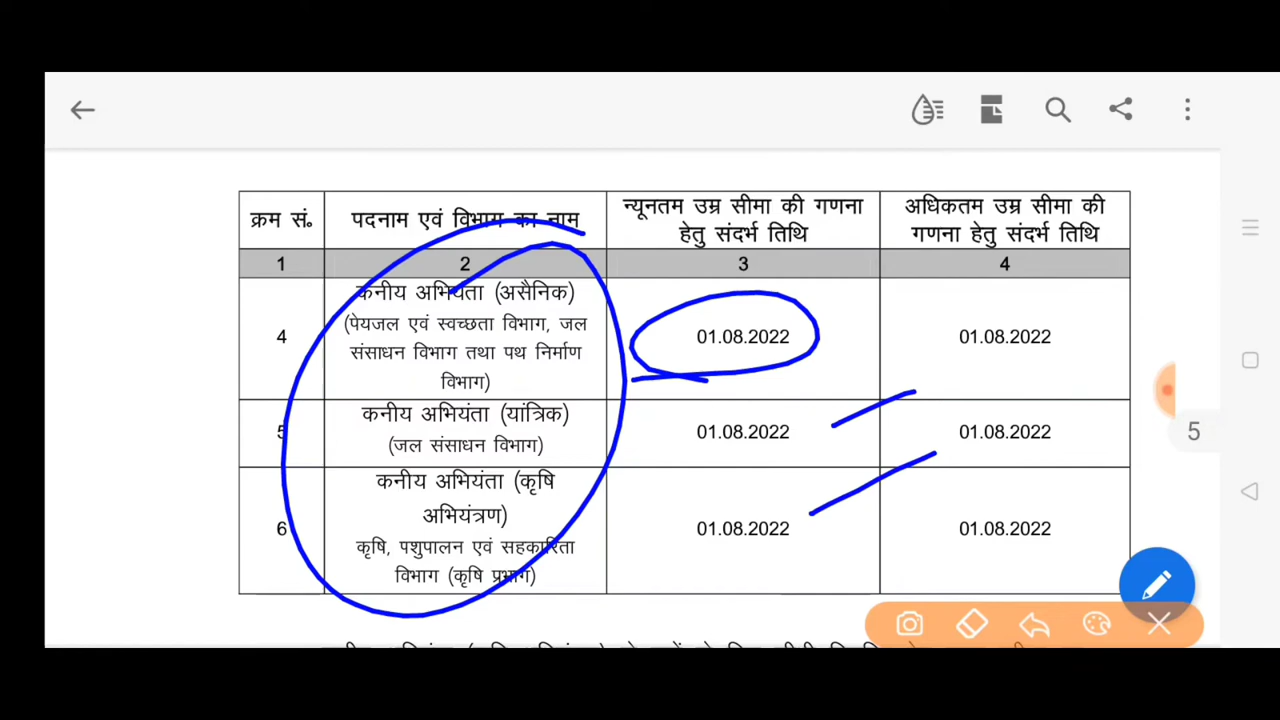 क्रम सं॰ पदनाम एवं विभाग का नाम न्यूनतम उम्र सीमा की गणना हेतु संदर्भ तिथि अधिकतम उम्र सीमा की गणना हेतु संदर्भ तिथि
1 2 3 4
4 कनीय अभियंता (असैनिक) 01.08.2022 01.08.2022
(पेयजल एवं स्वच्छता विभाग, जल
संसाधन विभाग तथा पथ निर्माण
विभाग)
5 कनीय अभियंता (यांत्रिक) 01.08.2022 01.08.2022
(जल संसाधन विभाग)
6 कनीय अभियंता (कृषि 01.08.2022 01.08.2022
अभियंत्रण)
कृषि, पशुपालन एवं सहकारिता
विभाग (कृषि प्रभाग)
5